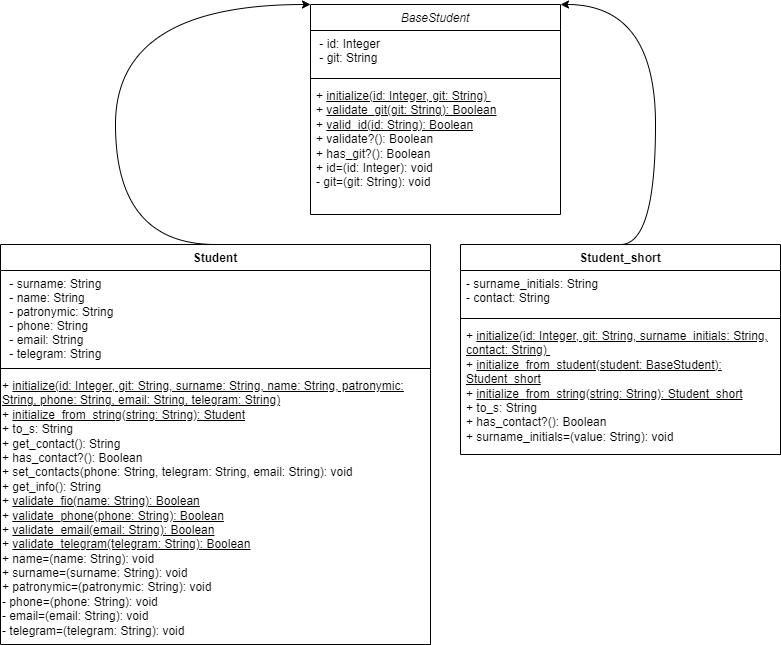 BaseStudent
- id: Integer
- git: String
+ initialize(id: Integer, git: String)
+ validate_git(git: String): Boolean
+ valid_id(id: String): Boolean
+ validate?(): Boolean
+ has_git?(): Boolean
+ id=(id: Integer): void
- git=(git: String): void
Student
- surname: String
- name: String
- patronymic: String
- phone: String
- email: String
- telegram: String
+ initialize(id: Integer, git: String, surname: String, name: String, patronymic:
String, phone: String, email: String, telegram: String)
+ initialize_from_string(string: String): Student
+ to_s: String
+ get_contact(): String
+ has_contact?(): Boolean
+ set_contacts(phone: String, telegram: String, email: String): void
+ get_info(): String
+ validate_fio(name: String): Boolean
+ validate_phone(phone: String): Boolean
+ validate_email(email: String): Boolean
+ validate_telegram(telegram: String): Boolean
+ name=(name: String): void
+ surname=(surname: String): void
+ patronymic=(patronymic: String): void
- phone=(phone: String): void
- email=(email: String): void
- telegram=(telegram: String): void
Student_short
- surname_initials: String
- contact: String
+ initialize(id: Integer, git: String, surname_initials: String,
contact: String)
+ initialize_from_student(student: BaseStudent):
Student_short
+ initialize_from_string(string: String): Student_short
+ to_s: String
+ has_contact?(): Boolean
+ surname_initials=(value: String): void